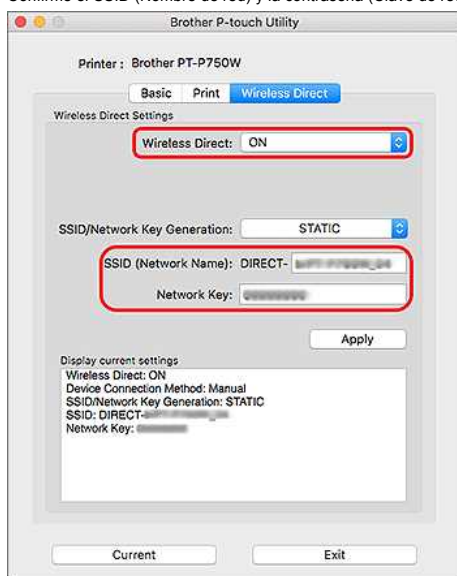 Brother P-touch Utility
Printer : Brother PT-P750W
Basic Print Wireless Direct
Wireless Direct Settings
Wireless Direct: ON
SSID/Network Key Generation: STATIC
SSID (Network Name): DIRECT-
Network Key:
Apply
Display current settings
Wireless Direct: ON
Device Connection Method: Manual
SSID/Network Key Generation: STATIC
SSID: DIRECT-
Network Key:
Current Exit